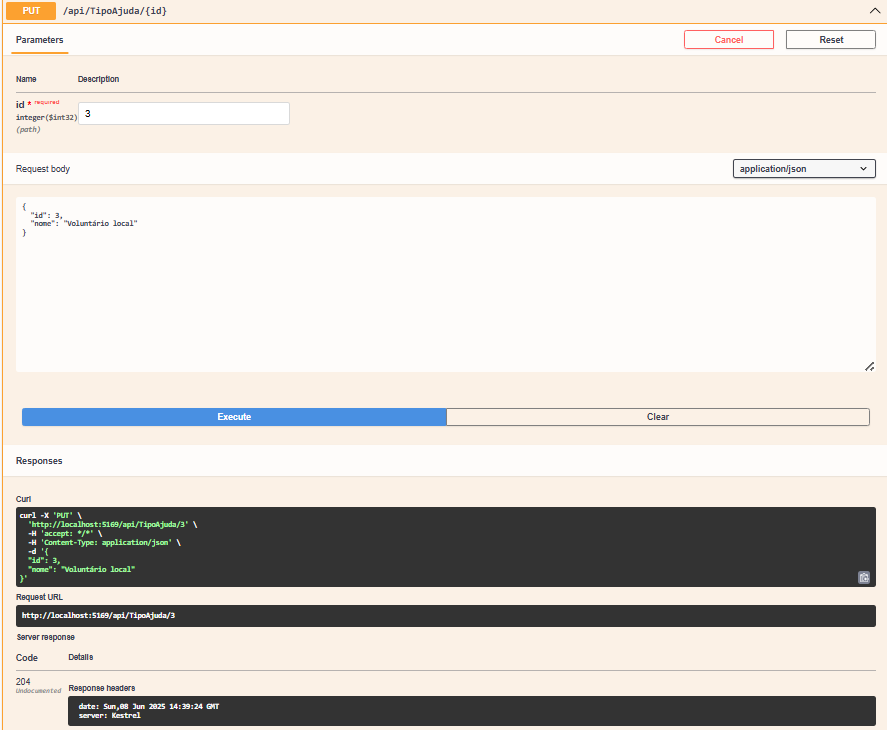 PUT /api/TipoAjuda/{id}
Parameters Cancel Reset
Name Description
id * required
integer($int32)
(path)
3
Request body application/json
{
"id": 3,
"nome": "Voluntário local"
}
Execute Clear
Responses
Curl
curl -X 'PUT' \
'http://localhost:5169/api/TipoAjuda/3' \
-H 'accept: */*' \
-H 'Content-Type: application/json' \
-d '{
"id": 3,
"nome": "Voluntário local"
}'
Request URL
http://localhost:5169/api/TipoAjuda/3
Server response
Code Details
204
Undocumented
Response headers
date: Sun,08 Jun 2025 14:39:24 GMT
server: Kestrel